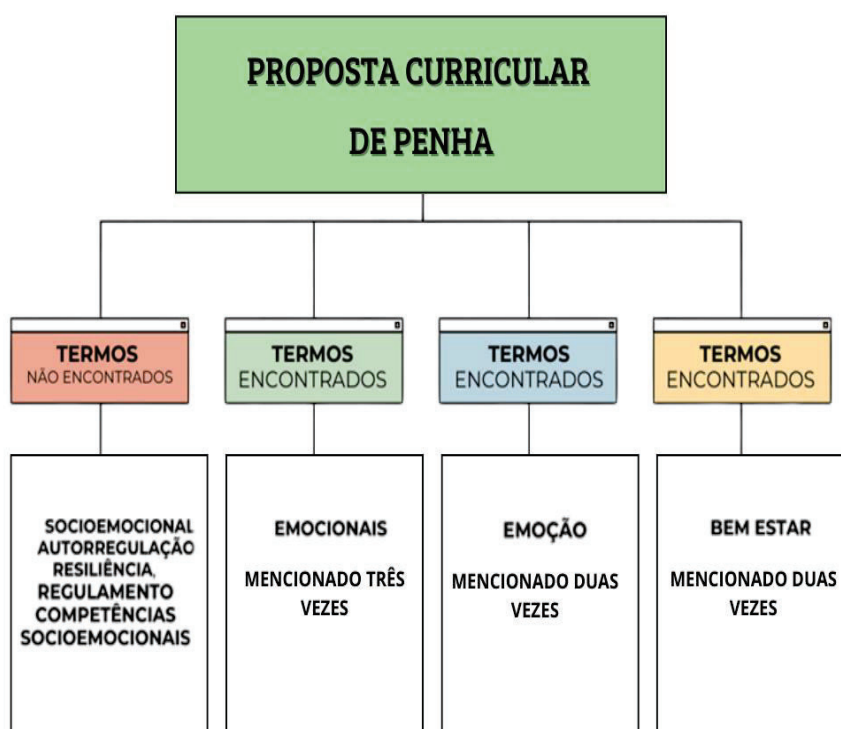 PROPOSTA CURRICULAR
DE PENHA
TERMOS
NÃO ENCONTRADOS
SOCIOEMOCIONAL
AUTORREGULAÇÃO
RESILIÊNCIA,
REGULAMENTO
COMPETÊNCIAS
SOCIOEMOCIONAIS
TERMOS
ENCONTRADOS
EMOCIONAIS
MENCIONADO TRÊS
VEZES
TERMOS
ENCONTRADOS
EMOÇÃO
MENCIONADO DUAS
VEZES
TERMOS
ENCONTRADOS
BEM ESTAR
MENCIONADO DUAS
VEZES